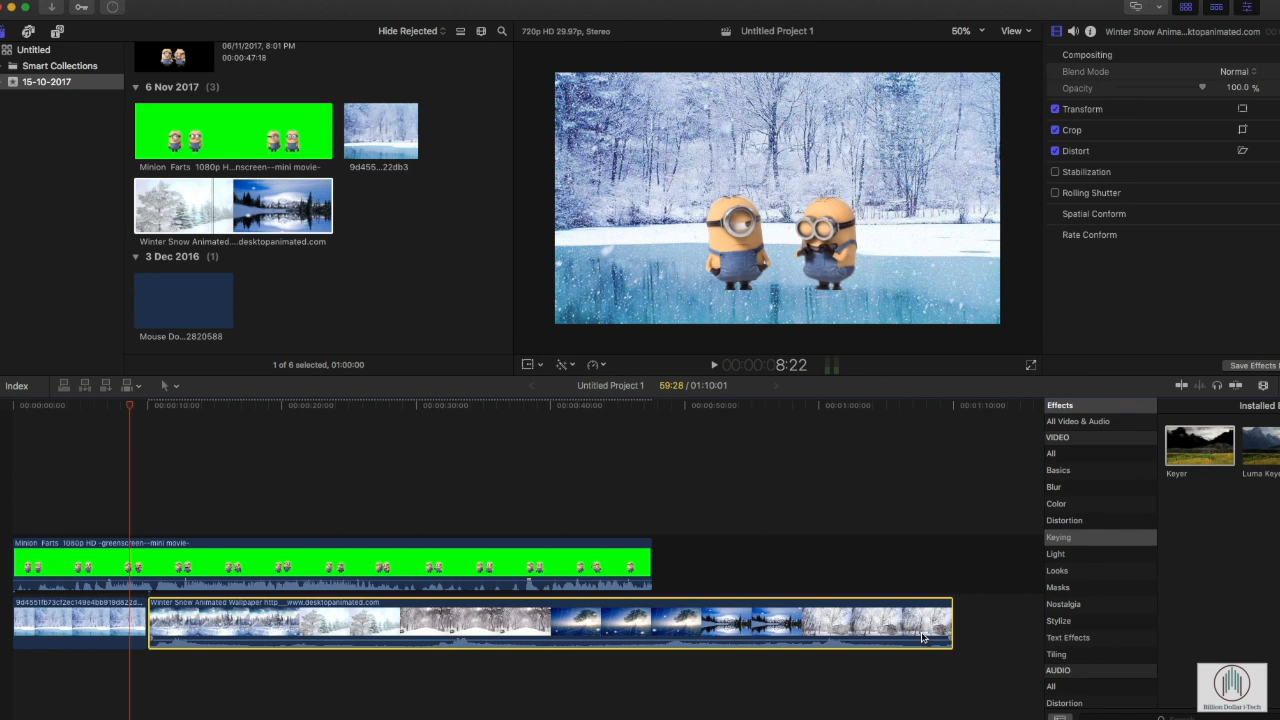 Hide Rejected
720p HD 29.97p, Stereo
Untitled Project 1
50%
View
Winter Snow Anima...ktopanimated.com
Untitled
Smart Collections
15-10-2017
06/11/2017, 8:01 PM
00:00:47:18
6 Nov 2017 (3)
Minion Farts 1080p H...nscreen--mini movie-
9d455...22db3
Winter Snow Animated....desktopanimated.com
3 Dec 2016 (1)
Mouse Do...2820588
1 of 6 selected, 01:00:00
00:00:08:22
Compositing
Blend Mode
Normal
Opacity
100.0 %
Transform
Crop
Distort
Stabilization
Rolling Shutter
Spatial Conform
Rate Conform
Save Effects
Index
Untitled Project 1
59:28 / 01:10:01
00:00:00:00
00:00:10:00
00:00:20:00
00:00:30:00
00:00:40:00
00:00:50:00
00:01:00:00
00:01:10:00
Minion Farts 1080p HD -greenscreen--mini movie-
Winter Snow Animated Wallpaper http__www.desktopanimated.com
Effects
Installed
All Video & Audio
VIDEO
All
Basics
Blur
Color
Distortion
Keying
Light
Looks
Masks
Nostalgia
Stylize
Text Effects
Tiling
AUDIO
All
Distortion
Keyer
Luma Keye
Search
Billion Dollar i-Tech